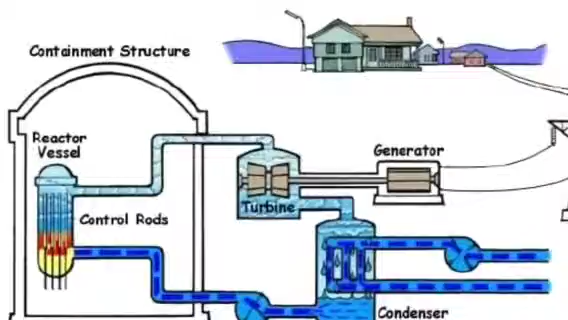 Containment Structure
Reactor
Vessel
Generator
Turbine
Control Rods
Condenser